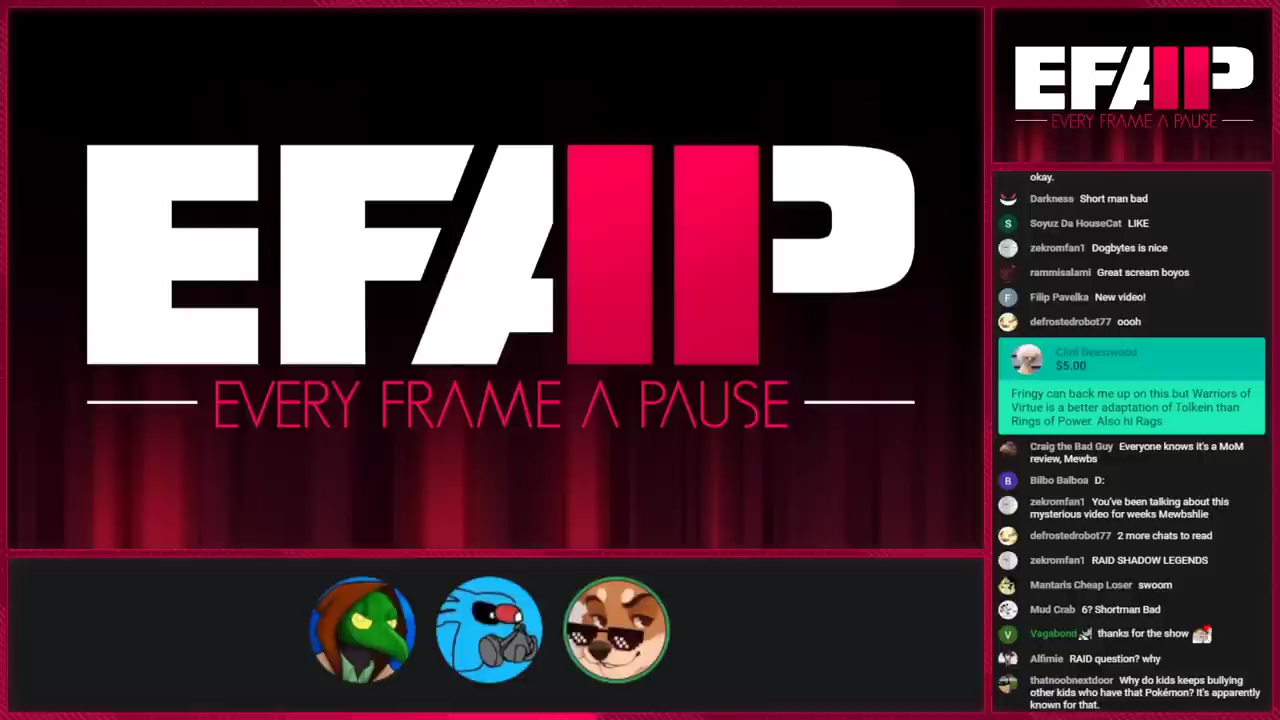 EFAP
EVERY FRAME A PAUSE
EFAP
EVERY FRAME A PAUSE
okay.
Darkness Short man bad
S
Soyuz Da HouseCat LIKE
zekromfan1 Dogbytes is nice
rammisalami Great scream boyos
F
Filip Pavelka New video!
defrostedrobot77 oooh
Clint Beastwood
$5.00
Fringy can back me up on this but Warriors of
Virtue is a better adaptation of Tolkein than
Rings of Power. Also hi Rags
Craig the Bad Guy Everyone knows it's a MoM
review, Mewbs
B
Bilbo Balboa D:
zekromfan1 You've been talking about this
mysterious video for weeks Mewbshlie
defrostedrobot77 2 more chats to read
zekromfan1 RAID SHADOW LEGENDS
Mantaris Cheap Loser swoom
Mud Crab 6? Shortman Bad
V
Vagabond thanks for the show
Alfimie RAID question? why
thatnoobnextdoor Why do kids keeps bullying
other kids who have that Pokémon? It's apparently
known for that.